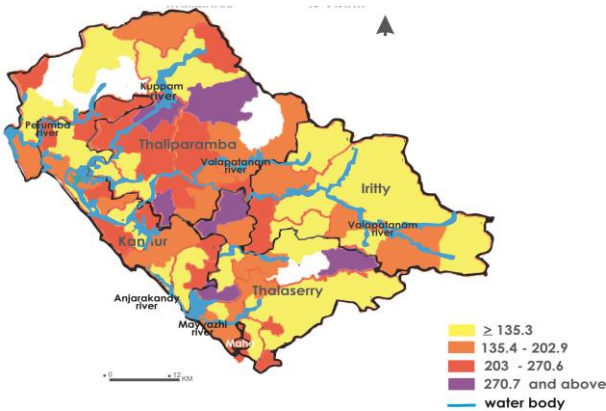 Kuppam
river
Perumba
river
Thaliparamba
Valapatanam
river
Iritty
Valapatanam
river
Anjarakandy
river
Thalaserry
Mayyazhi
river
Mahe
0 12
KM
≥ 135.3
135.4 - 202.9
203 - 270.6
270.7 and above
water body